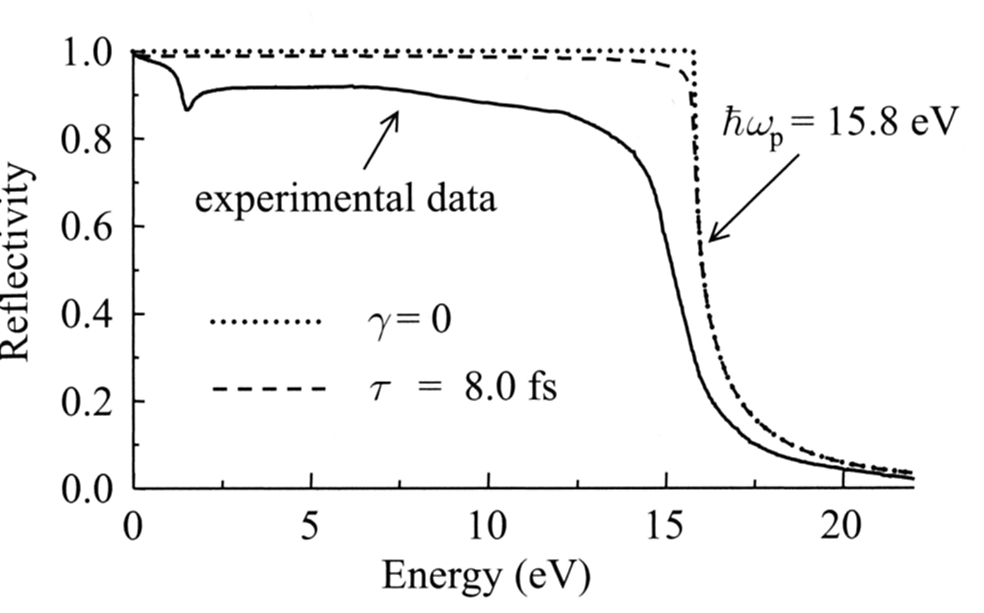 1.0
0.8
0.6
0.4
0.2
0.0
Reflectivity
ℏωp = 15.8 eV
experimental data
γ = 0
τ = 8.0 fs
0 5 10 15 20
Energy (eV)